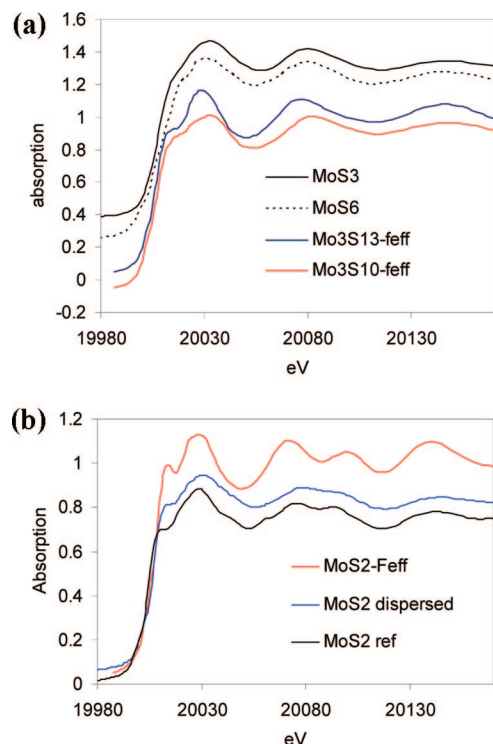 (a)
1.6
1.4
1.2
1
0.8
0.6
0.4
0.2
0
-0.2
absorption
MoS3
MoS6
Mo3S13-feff
Mo3S10-feff
19980 20030 20080 20130
eV
(b)
1.2
1
0.8
0.6
0.4
0.2
0
Absorption
MoS2-Feff
MoS2 dispersed
MoS2 ref
19980 20030 20080 20130
eV